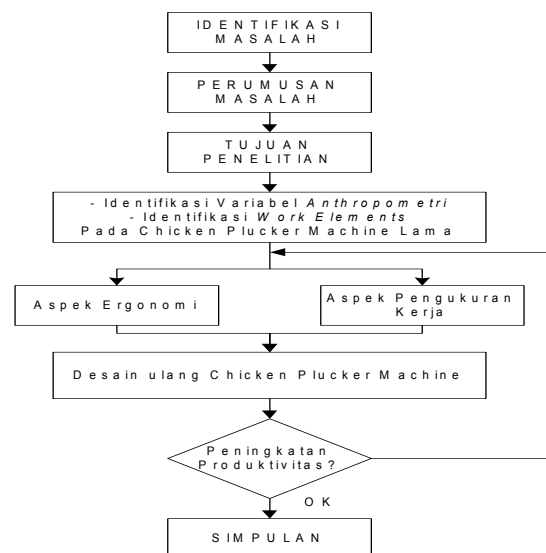 IDENTIFIKASI
MASALAH
PERUMUSAN
MASALAH
TUJUAN
PENELITIAN
- Identifikasi Variabel Anthropometri
- Identifikasi Work Elements
Pada Chicken Plucker Machine Lama
Aspek Ergonomi
Aspek Pengukuran
Kerja
Desain ulang Chicken Plucker Machine
Peningkatan
Produktivitas?
OK
SIMPULAN